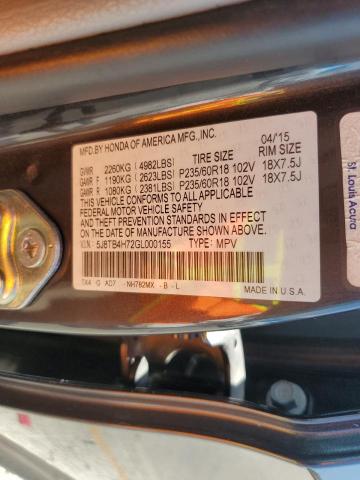 MFD.BY HONDA OF AMERICA MFG.,INC. 04/15
TIRE SIZE RIM SIZE
GVWR 2260KG (4982LBS)
GAWR F 1190KG (2623LBS) P235/60R18 102V 18X7.5J
GAWR R 1080KG (2381LBS) P235/60R18 102V 18X7.5J
THIS VEHICLE CONFORMS TO ALL APPLICABLE
FEDERAL MOTOR VEHICLE SAFETY
AND THEFT PREVENTION STANDARDS IN EFFECT ON
THE DATE OF MANUFACTURE SHOWN ABOVE.
5J8TB4H72GL000155 TYPE: MPV
TX4 G AD7 -NH782MX -B -L
MADE IN U.S.A.
St. Louis Acura